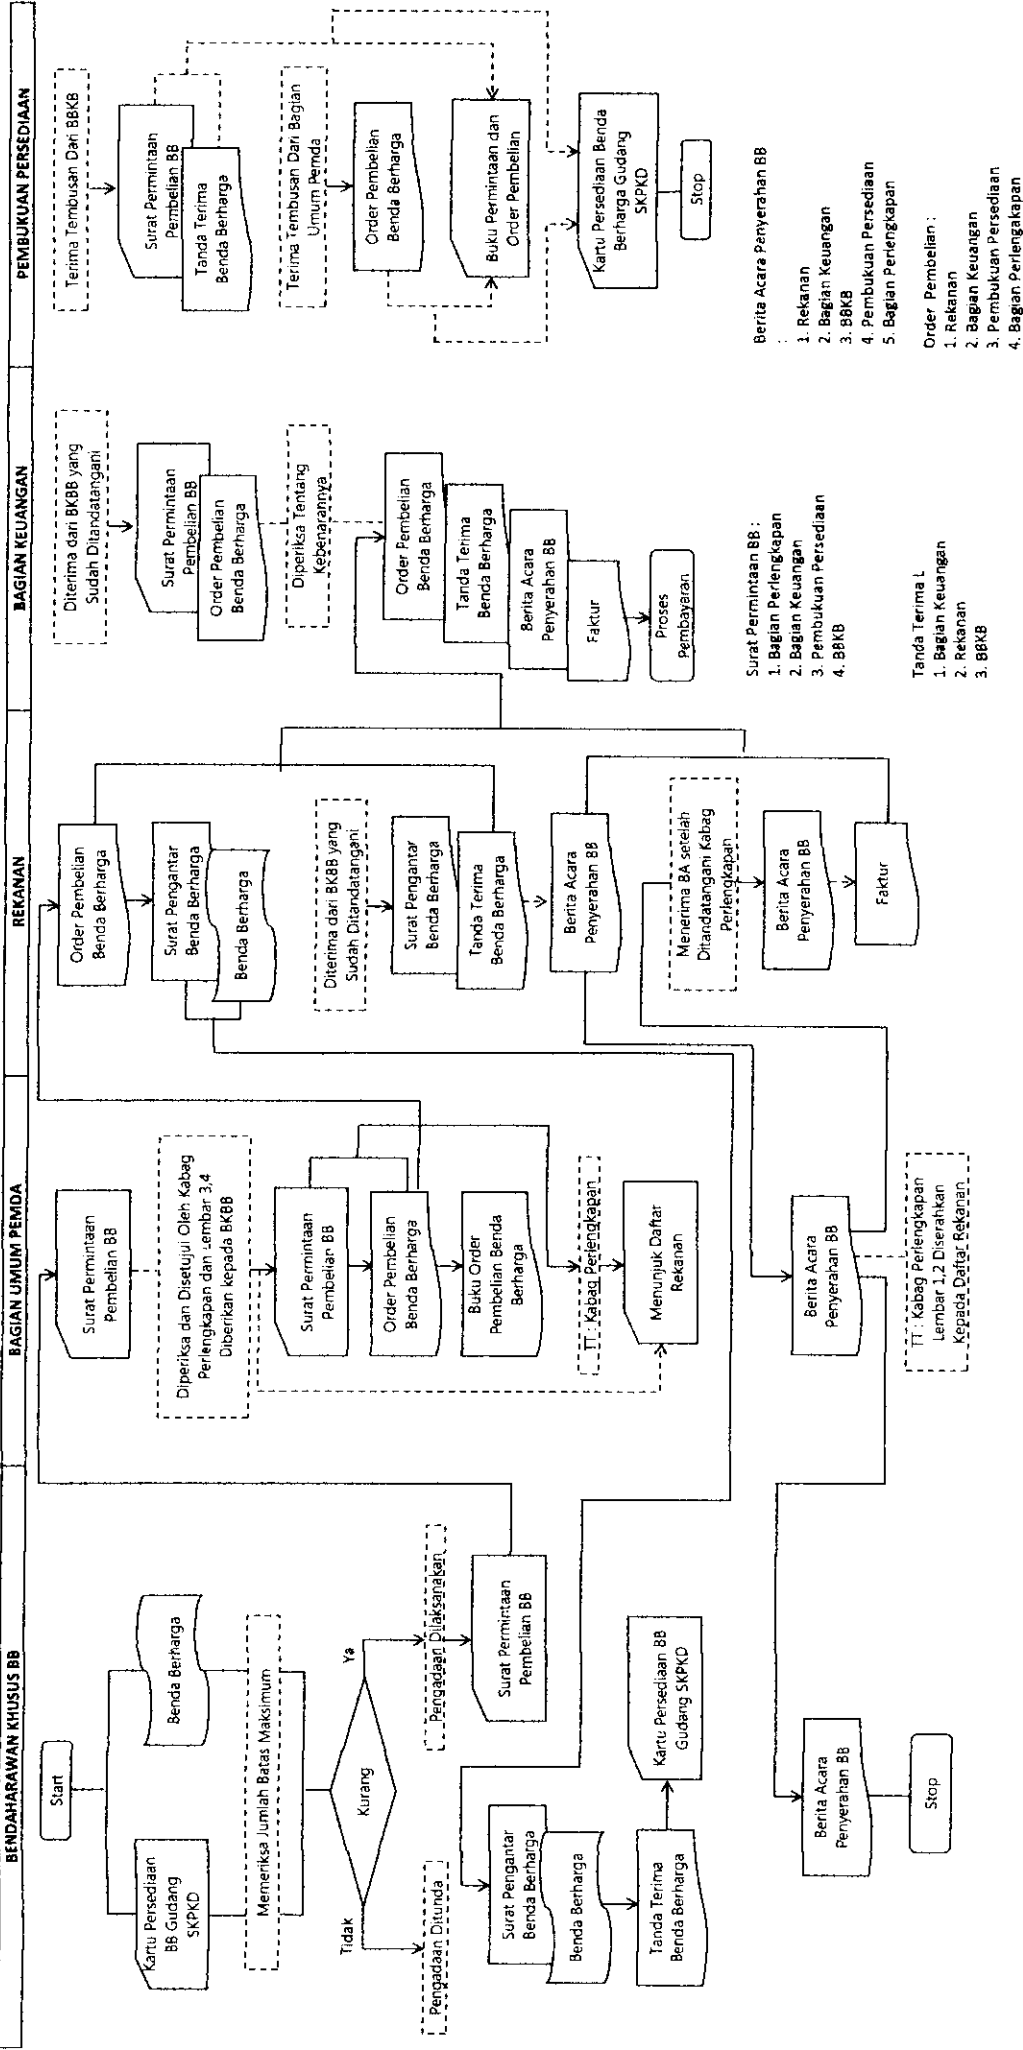 BENDAHARAWAN KHUSUS BB
BAGIAN UMUM PEMDA
REKANAN
BAGIAN KEUANGAN
PEMBUKUAN PERSEDIAAN
Start
Kartu Persediaan
BB Gudang
SKPKD
Benda Berharga
Memeriksa Jumlah Batas Maksimum
Kurang
Tidak
Ya
Pengadaan Ditunda
Pengadaan Dilaksanakan
Surat Permintaan
Pembelian BB
Surat Pengantar
Benda Berharga
Benda Berharga
Tanda Terima
Benda Berharga
Kartu Persediaan BB
Gudang SKPKD
Berita Acara
Penyerahan BB
Stop
Surat Permintaan
Pembelian BB
Diperiksa dan Disetujui Oleh Kabag
Perlengkapan dan Lembar 3,4
Diberikan kepada BKBB
Surat Permintaan
Pembelian BB
Order Pembelian
Benda Berharga
Buku Order
Pembelian Benda
Berharga
TT : Kabag Perlengkapan
Menunjuk Daftar
Rekanan
Berita Acara
Penyerahan BB
TT : Kabag Perlengkapan
Lembar 1,2 Diserahkan
Kepada Daftar Rekanan
Order Pembelian
Benda Berharga
Surat Pengantar
Benda Berharga
Benda Berharga
Diterima dari BKBB yang
Sudah Ditandatangani
Surat Pengantar
Benda Berharga
Tanda Terima
Benda Berharga
Berita Acara
Penyerahan BB
Menerima BA setelah
Ditandatangani Kabag
Perlengkapan
Berita Acara
Penyerahan BB
Faktur
Diterima dari BKBB yang
Sudah Ditandatangani
Surat Permintaan
Pembelian BB
Order Pembelian
Benda Berharga
Diperiksa Tentang
Kebenarannya
Order Pembelian
Benda Berharga
Tanda Terima
Benda Berharga
Berita Acara
Penyerahan BB
Faktur
Proses
Pembayaran
Surat Permintaan BB :
1. Bagian Perlengkapan
2. Bagian Keuangan
3. Pembukuan Persediaan
4. BBKB
Tanda Terima L
1. Bagian Keuangan
2. Rekanan
3. BBKB
Terima Tembusan Dari BBKB
Surat Permintaan
Pembelian BB
Tanda Terima
Benda Berharga
Terima Tembusan Dari Bagian
Umum Pemda
Order Pembelian
Benda Berharga
Buku Permintaan dan
Order Pembelian
Kartu Persediaan Benda
Berharga Gudang
SKPKD
Stop
Berita Acara Penyerahan BB
:
1. Rekanan
2. Bagian Keuangan
3. BBKB
4. Pembukuan Persediaan
5. Bagian Perlengkapan
Order Pembelian :
1. Rekanan
2. Bagian Keuangan
3. Pembukuan Persediaan
4. Bagian Perlengakapan